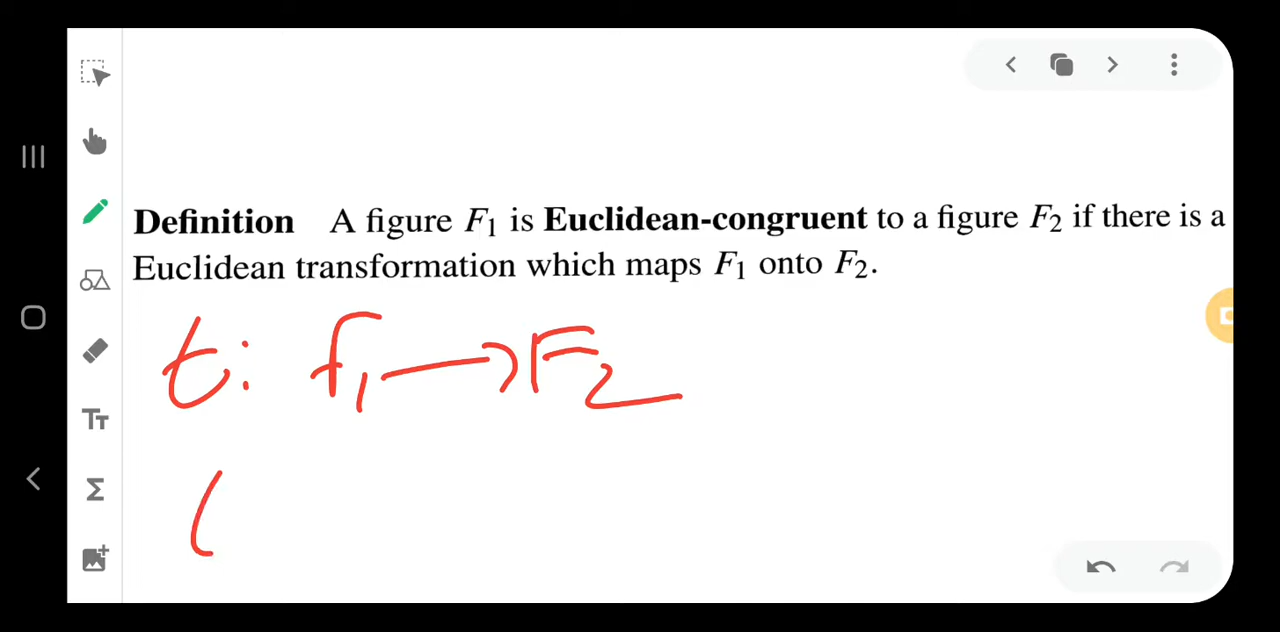 Definition A figure F₁ is Euclidean-congruent to a figure F₂ if there is a
Euclidean transformation which maps F₁ onto F₂.
t: f₁ → F₂
(